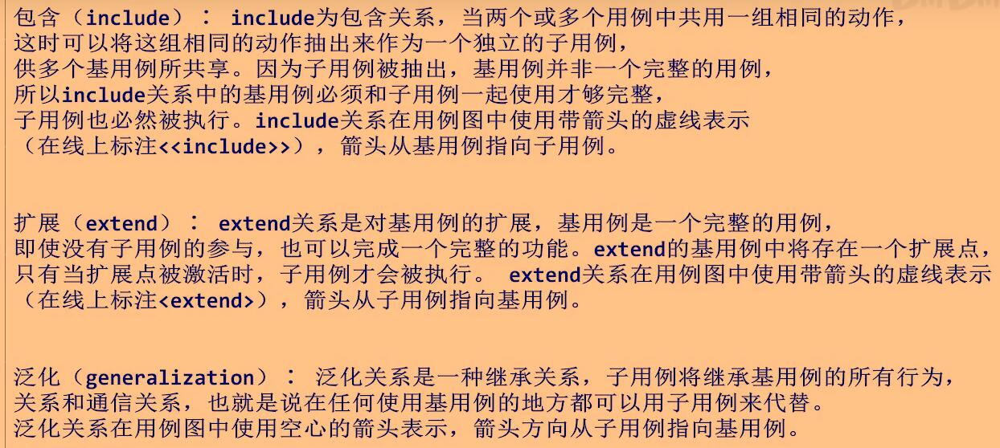 包含（include）： include为包含关系，当两个或多个用例中共用一组相同的动作，
这时可以将这组相同的动作抽出来作为一个独立的子用例，
供多个基用例所共享。因为子用例被抽出，基用例并非一个完整的用例，
所以include关系中的基用例必须和子用例一起使用才够完整，
子用例也必然被执行。include关系在用例图中使用带箭头的虚线表示
（在线上标注<<include>>），箭头从基用例指向子用例。
扩展（extend）： extend关系是对基用例的扩展，基用例是一个完整的用例，
即使没有子用例的参与，也可以完成一个完整的功能。extend的基用例中将存在一个扩展点，
只有当扩展点被激活时，子用例才会被执行。 extend关系在用例图中使用带箭头的虚线表示
（在线上标注<extend>），箭头从子用例指向基用例。
泛化（generalization）： 泛化关系是一种继承关系，子用例将继承基用例的所有行为，
关系和通信关系，也就是说在任何使用基用例的地方都可以用子用例来代替。
泛化关系在用例图中使用空心的箭头表示，箭头方向从子用例指向基用例。